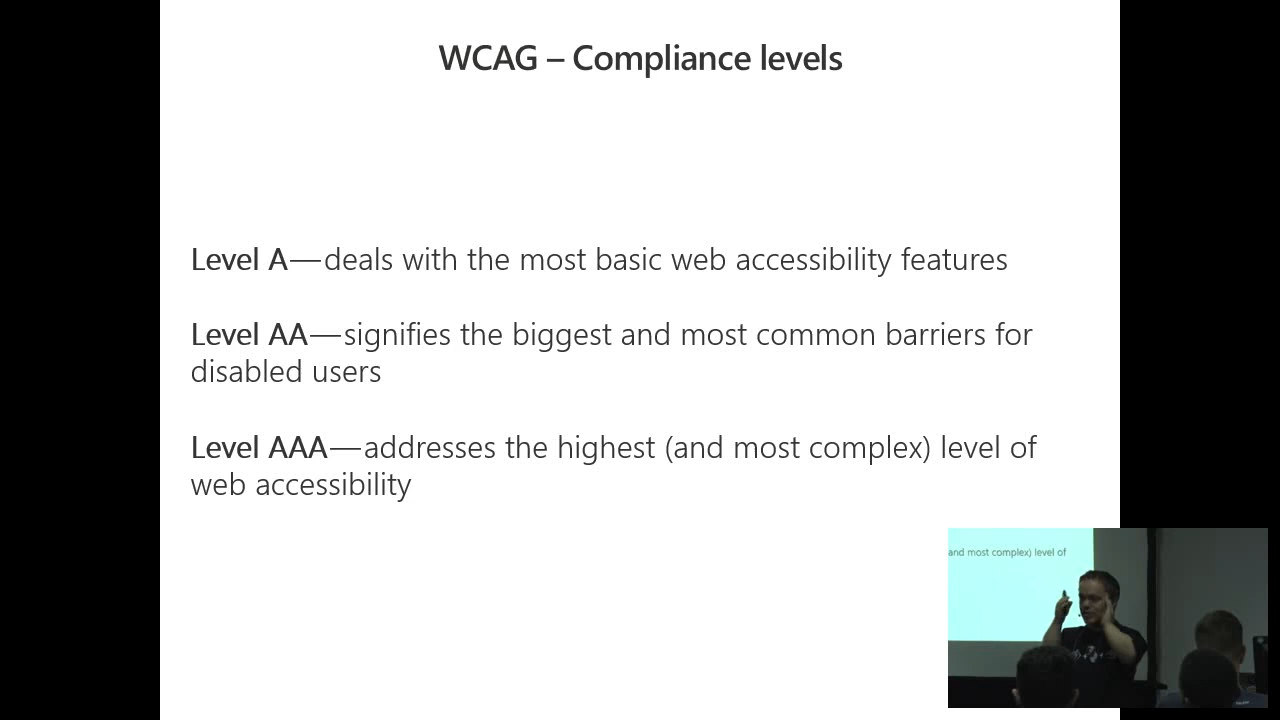 WCAG – Compliance levels
Level A—deals with the most basic web accessibility features
Level AA—signifies the biggest and most common barriers for
disabled users
Level AAA—addresses the highest (and most complex) level of
web accessibility
and most complex) level of